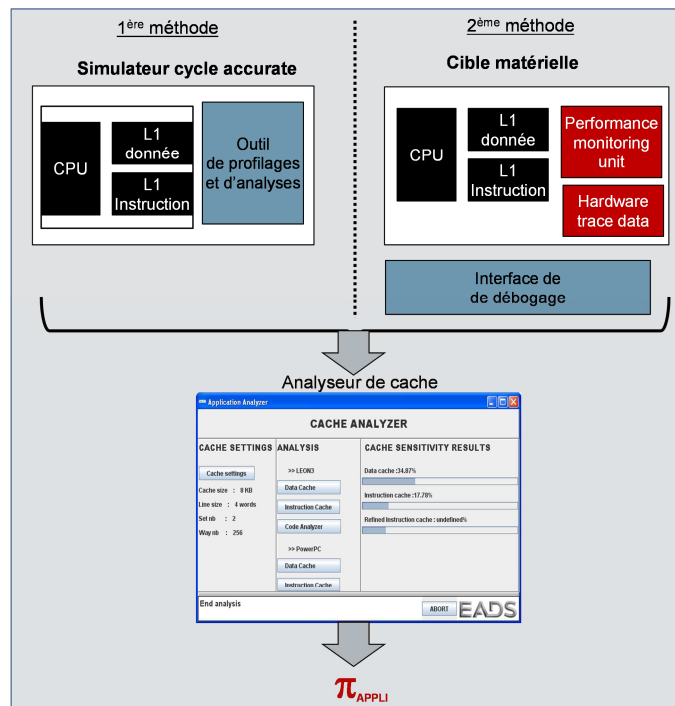 1ère méthode
Simulateur cycle accurate
CPU
L1
donnée
L1
Instruction
Outil
de profilages
et d'analyses
2ème méthode
Cible matérielle
CPU
L1
donnée
L1
Instruction
Performance
monitoring
unit
Hardware
trace data
Interface de
de débogage
Analyseur de cache
Application Analyzer
CACHE ANALYZER
CACHE SETTINGS
Cache settings
Cache size : 8 KB
Line size : 4 words
Set nb : 2
Way nb : 256
ANALYSIS
>> LEON3
Data Cache
Instruction Cache
Code Analyzer
>> PowerPC
Data Cache
Instruction Cache
CACHE SENSITIVITY RESULTS
Data cache :34.87%
Instruction cache :17.78%
Refined Instruction cache : undefined%
End analysis
ABORT
EADS
π APPLI